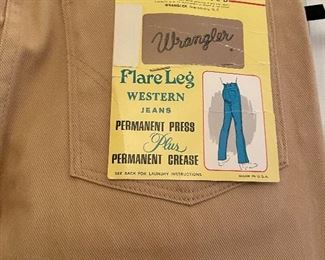 Wrangler
Flare Leg
WESTERN
JEANS
PERMANENT PRESS
Plus
PERMANENT CREASE
SEE BACK FOR LAUNDRY INSTRUCTIONS
MADE IN U.S.A.